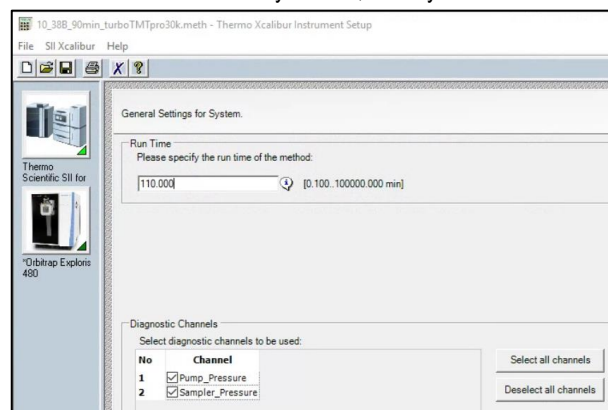 10_38B_90min_turboTMTpro30k.meth - Thermo Xcalibur Instrument Setup
File SII Xcalibur Help
General Settings for System.
Run Time
Please specify the run time of the method:
110.000 [0.100..100000.000 min]
Thermo
Scientific SII for
*Orbitrap Exploris
480
Diagnostic Channels
Select diagnostic channels to be used:
No Channel
1 Pump_Pressure
2 Sampler_Pressure
Select all channels
Deselect all channels